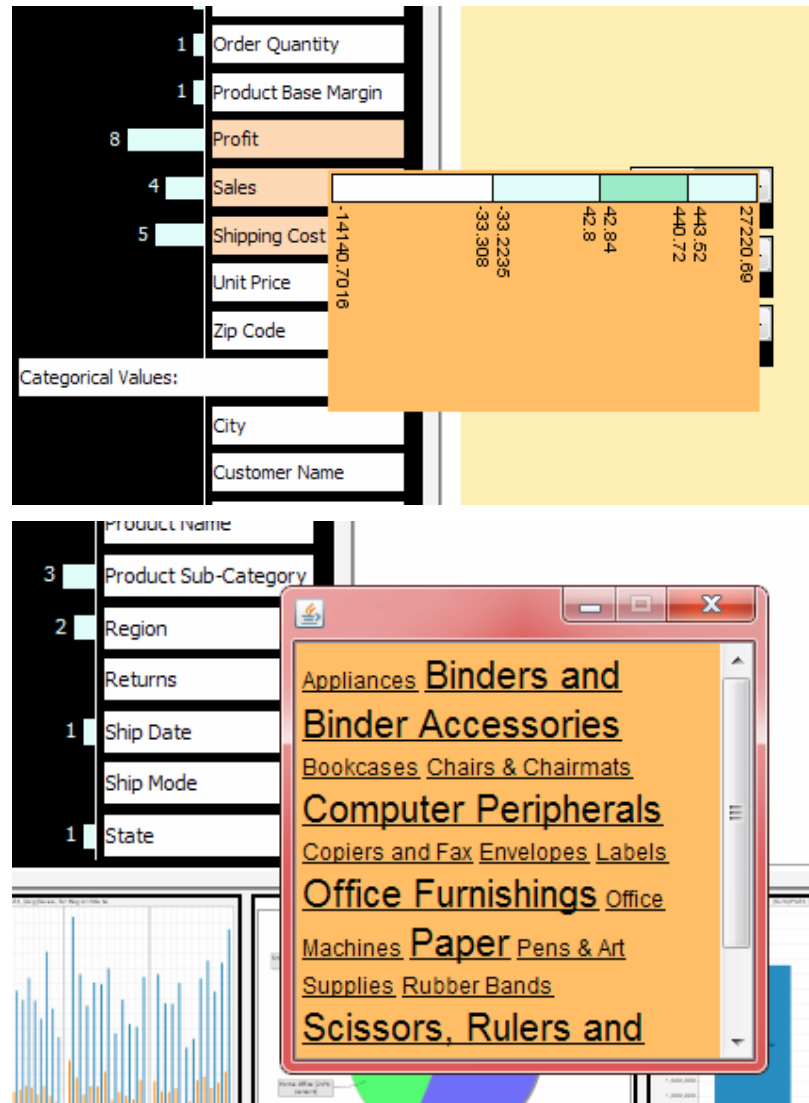 1 Order Quantity
1 Product Base Margin
8 Profit
4 Sales
5 Shipping Cost
Unit Price
Zip Code
-14140.7016
-33.308
-33.2235
42.8
42.84
440.72
443.52
27220.69
Categorical Values:
City
Customer Name
Product Name
3 Product Sub-Category
2 Region
Returns
1 Ship Date
Ship Mode
1 State
Appliances Binders and
Binder Accessories
Bookcases Chairs & Chairmats
Computer Peripherals
Copiers and Fax Envelopes Labels
Office Furnishings Office
Machines Paper Pens & Art
Supplies Rubber Bands
Scissors, Rulers and